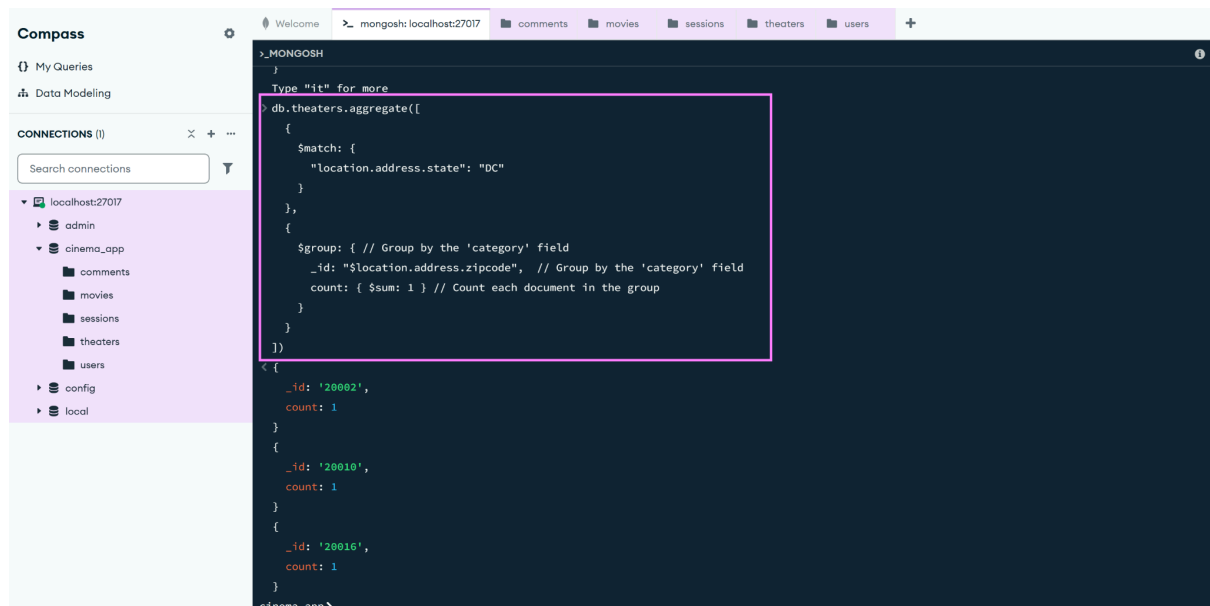 Compass
{} My Queries
Data Modeling
CONNECTIONS (1)
Search connections
localhost:27017
admin
cinema_app
comments
movies
sessions
theaters
users
config
local
Welcome
>_ mongosh: localhost:27017
comments
movies
sessions
theaters
users
>_MONGOSH
}
Type "it" for more
> db.theaters.aggregate([
{
$match: {
"location.address.state": "DC"
}
},
{
$group: { // Group by the 'category' field
_id: "$location.address.zipcode",  // Group by the 'category' field
count: { $sum: 1 } // Count each document in the group
}
}
])
< {
_id: '20002',
count: 1
}
{
_id: '20010',
count: 1
}
{
_id: '20016',
count: 1
}
cinema_app>